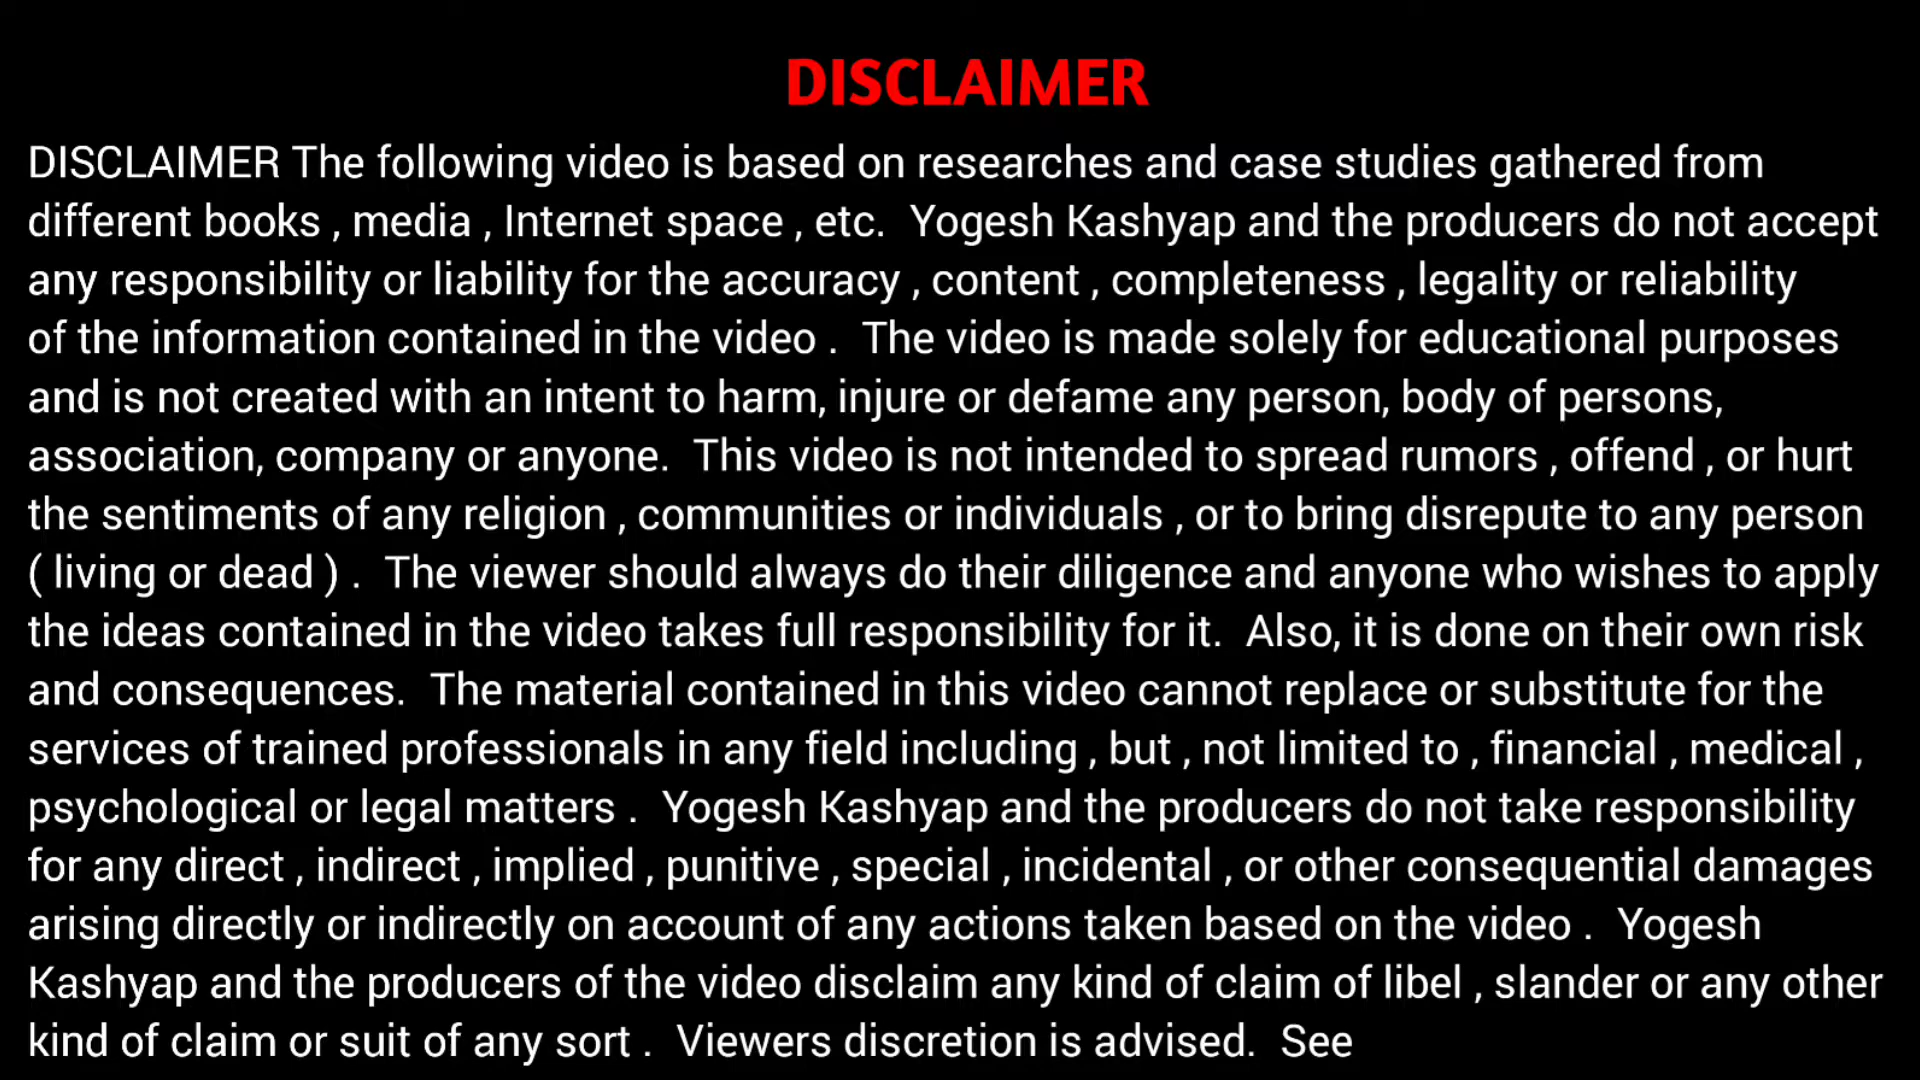 DISCLAIMER
DISCLAIMER The following video is based on researches and case studies gathered from
different books , media , Internet space , etc.  Yogesh Kashyap and the producers do not accept
any responsibility or liability for the accuracy , content , completeness , legality or reliability
of the information contained in the video .  The video is made solely for educational purposes
and is not created with an intent to harm, injure or defame any person, body of persons,
association, company or anyone.  This video is not intended to spread rumors , offend , or hurt
the sentiments of any religion , communities or individuals , or to bring disrepute to any person
( living or dead ) .  The viewer should always do their diligence and anyone who wishes to apply
the ideas contained in the video takes full responsibility for it.  Also, it is done on their own risk
and consequences.  The material contained in this video cannot replace or substitute for the
services of trained professionals in any field including , but , not limited to , financial , medical ,
psychological or legal matters .  Yogesh Kashyap and the producers do not take responsibility
for any direct , indirect , implied , punitive , special , incidental , or other consequential damages
arising directly or indirectly on account of any actions taken based on the video .  Yogesh
Kashyap and the producers of the video disclaim any kind of claim of libel , slander or any other
kind of claim or suit of any sort .  Viewers discretion is advised.  See